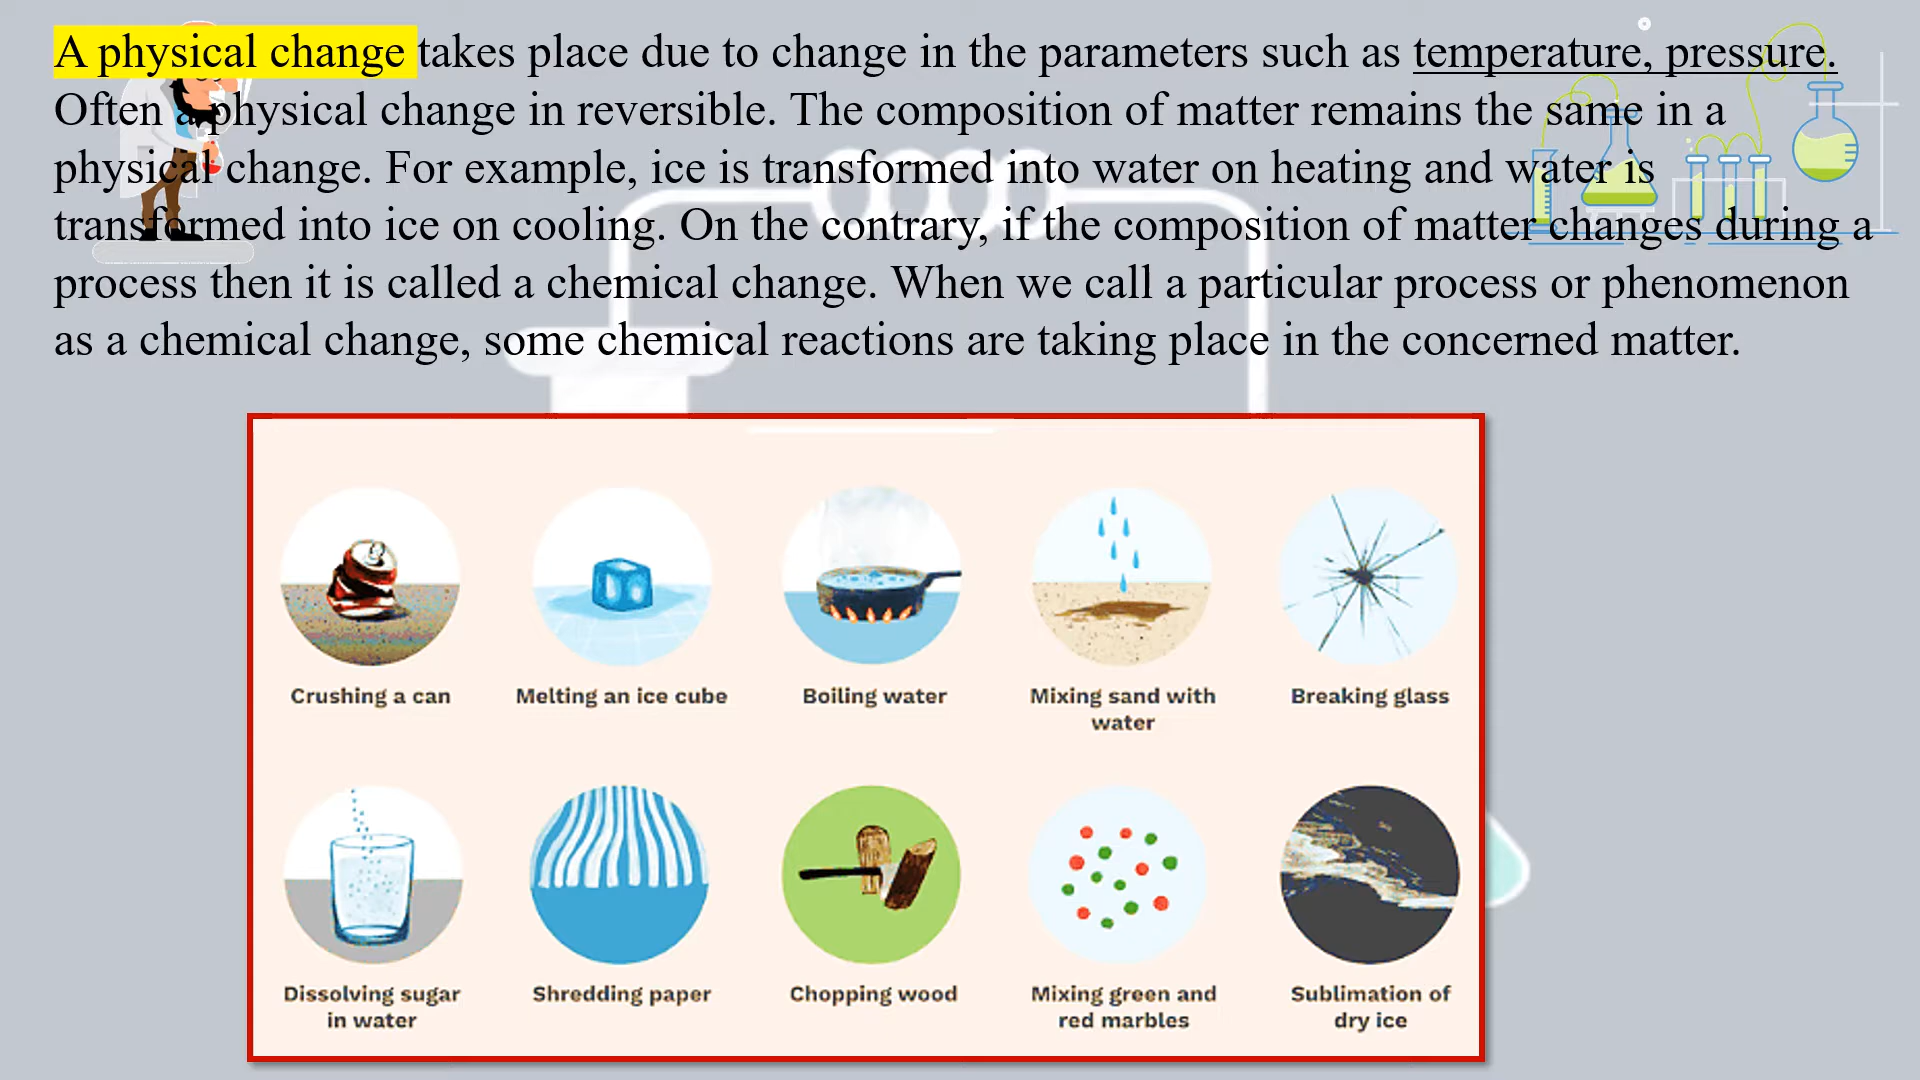 A physical change takes place due to change in the parameters such as temperature, pressure.
Often a physical change in reversible. The composition of matter remains the same in a
physical change. For example, ice is transformed into water on heating and water is
transformed into ice on cooling. On the contrary, if the composition of matter changes during a
process then it is called a chemical change. When we call a particular process or phenomenon
as a chemical change, some chemical reactions are taking place in the concerned matter.
Crushing a can
Melting an ice cube
Boiling water
Mixing sand with
water
Breaking glass
Dissolving sugar
in water
Shredding paper
Chopping wood
Mixing green and
red marbles
Sublimation of
dry ice